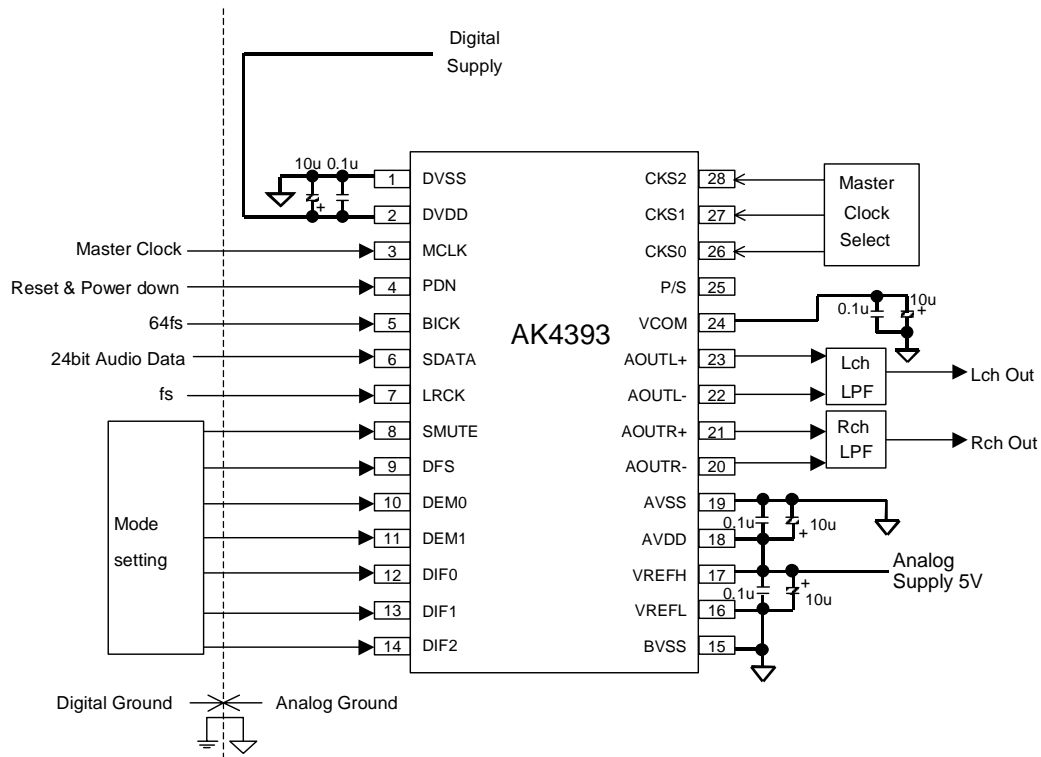 Digital
Supply
10u 0.1u
1 DVSS
2 DVDD
Master Clock
3 MCLK
Reset & Power down
4 PDN
64fs
5 BICK
24bit Audio Data
6 SDATA
fs
7 LRCK
8 SMUTE
9 DFS
10 DEM0
11 DEM1
12 DIF0
13 DIF1
14 DIF2
Mode
setting
AK4393
CKS2 28
CKS1 27
CKS0 26
P/S 25
VCOM 24
AOUTL+ 23
AOUTL- 22
AOUTR+ 21
AOUTR- 20
AVSS 19
AVDD 18
VREFH 17
VREFL 16
BVSS 15
Master
Clock
Select
0.1u
10u
+
Lch
LPF
Lch Out
Rch
LPF
Rch Out
0.1u
10u
+
Analog
Supply 5V
0.1u
+
10u
+
Digital Ground
Analog Ground